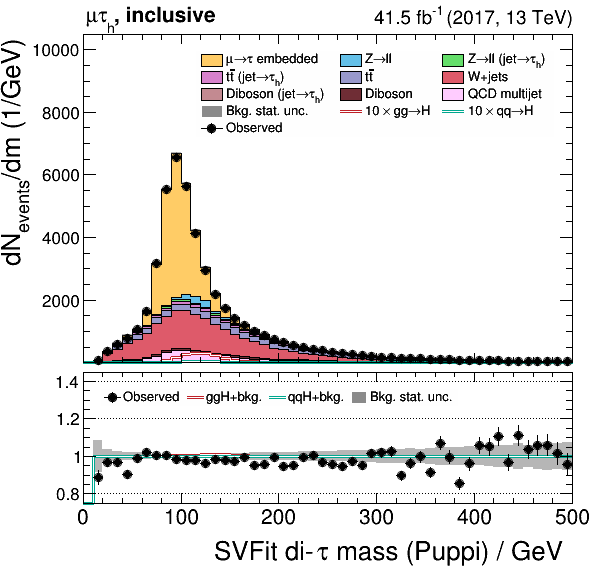 μτh, inclusive 41.5 fb⁻¹ (2017, 13 TeV)
dNevents/dm (1/GeV)
10000
8000
6000
4000
2000
μ→τ embedded Z→ll Z→ll (jet→τh)
tt̄ (jet→τh) tt̄ W+jets
Diboson (jet→τh) Diboson QCD multijet
Bkg. stat. unc. 10 × gg→H 10 × qq→H
Observed
1.4
1.2
1
0.8
Observed ggH+bkg. qqH+bkg. Bkg. stat. unc.
0 100 200 300 400 500
SVFit di-τ mass (Puppi) / GeV